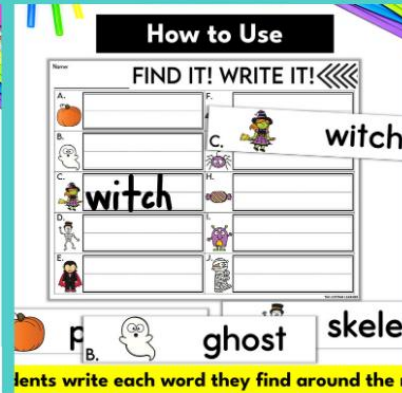 How to Use
Name
FIND IT! WRITE IT!
A.
F.
B.
C. witch
C. witch
H.
D.
I.
E.
J.
p
B. ghost
skele
dents write each word they find around the